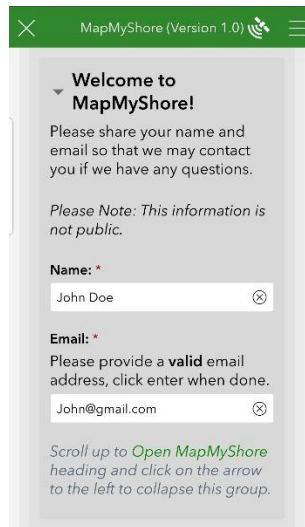 MapMyShore (Version 1.0)
Welcome to
MapMyShore!
Please share your name and
email so that we may contact
you if we have any questions.
Please Note: This information is
not public.
Name: *
John Doe
Email: *
Please provide a valid email
address, click enter when done.
John@gmail.com
Scroll up to Open MapMyShore
heading and click on the arrow
to the left to collapse this group.